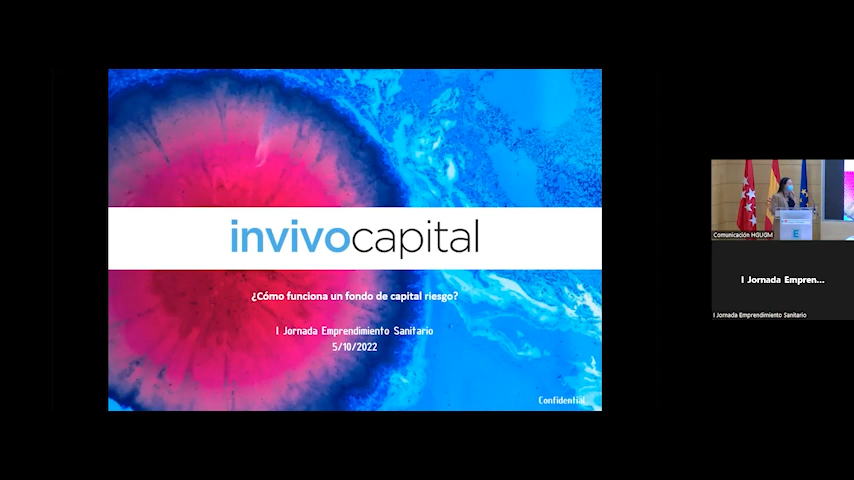 invivocapital
¿Cómo funciona un fondo de capital riesgo?
I Jornada Emprendimiento Sanitario
5/10/2022
Confidential
Comunicación HGUGM
I Jornada Empren...
I Jornada Emprendimiento Sanitario